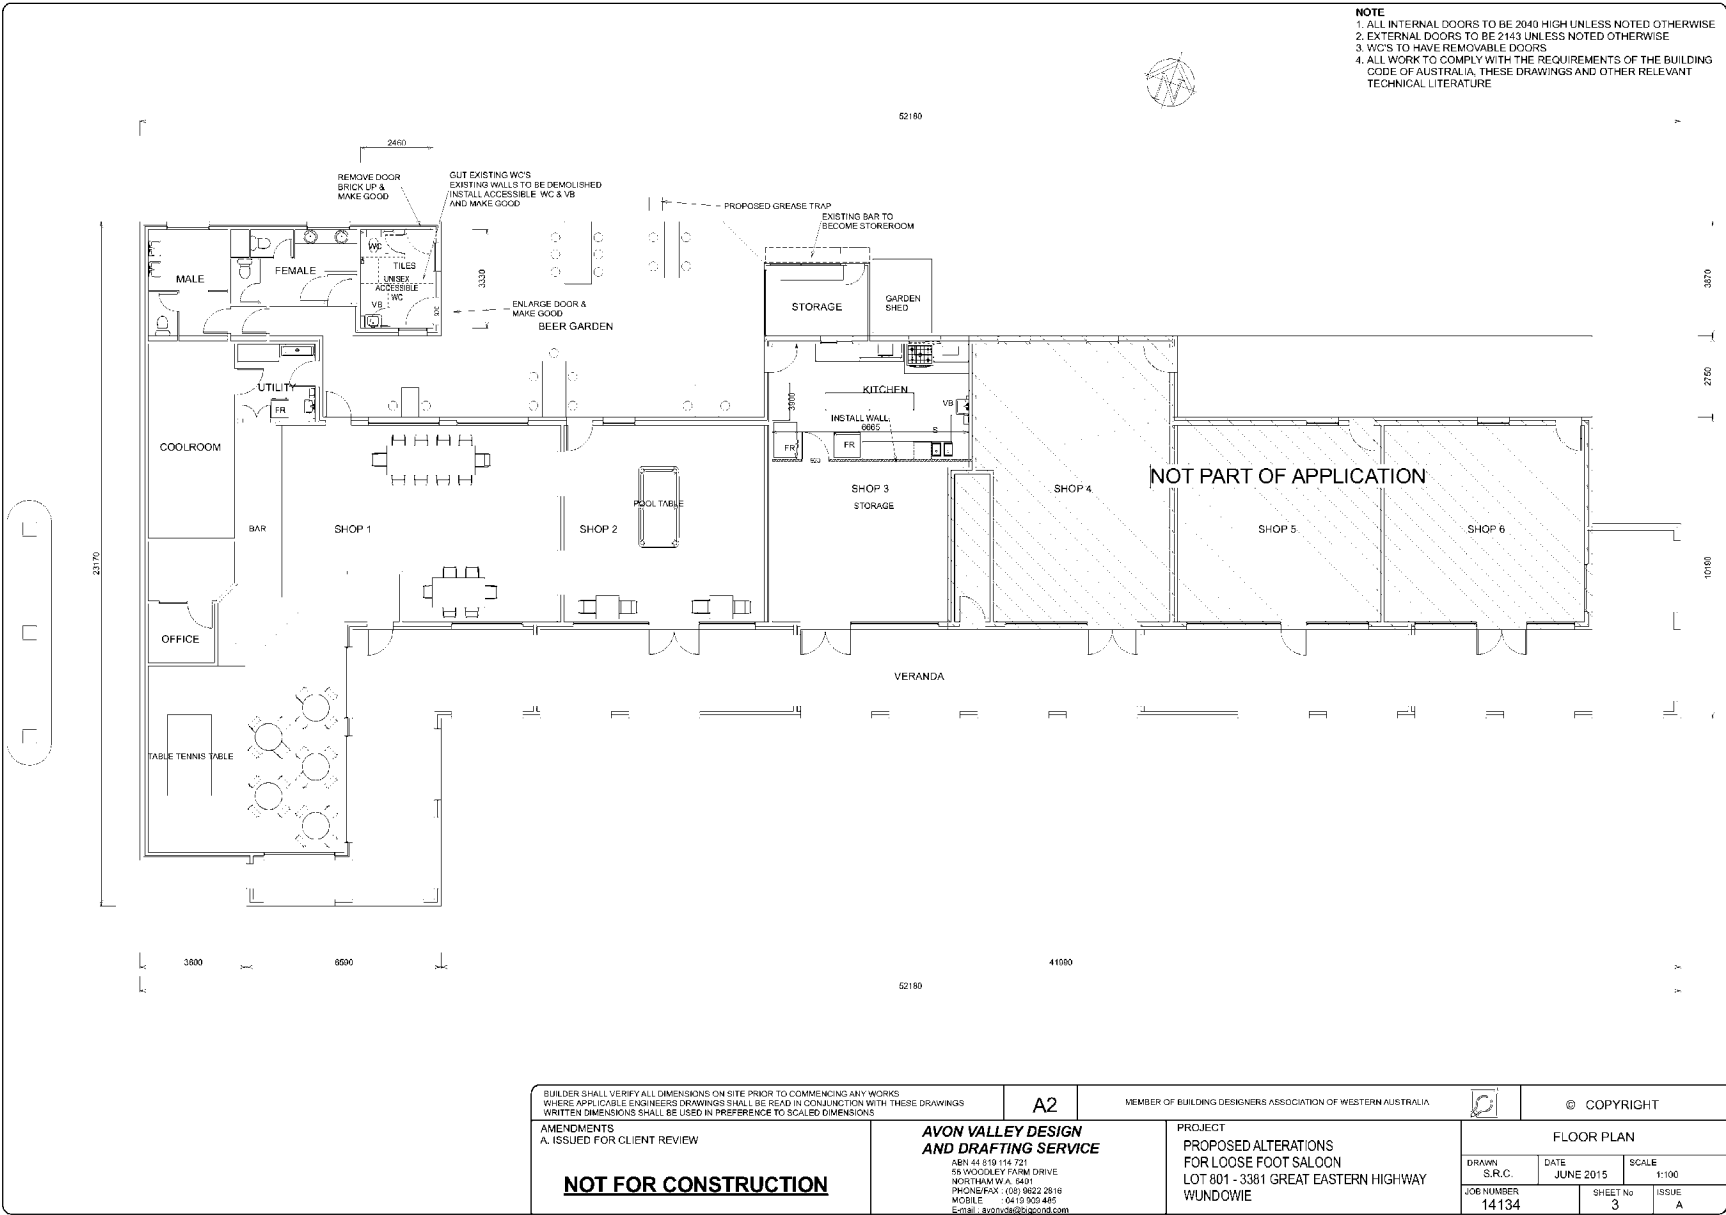 NOTE
1. ALL INTERNAL DOORS TO BE 2040 HIGH UNLESS NOTED OTHERWISE
2. EXTERNAL DOORS TO BE 2143 UNLESS NOTED OTHERWISE
3. WC'S TO HAVE REMOVABLE DOORS
4. ALL WORK TO COMPLY WITH THE REQUIREMENTS OF THE BUILDING
CODE OF AUSTRALIA, THESE DRAWINGS AND OTHER RELEVANT
TECHNICAL LITERATURE
52180
2460
REMOVE DOOR
BRICK UP &
MAKE GOOD
GUT EXISTING WC'S
EXISTING WALLS TO BE DEMOLISHED
INSTALL ACCESSIBLE WC & VB
AND MAKE GOOD
PROPOSED GREASE TRAP
EXISTING BAR TO
BECOME STOREROOM
WC
TILES
MALE
FEMALE
UNISEX
ACCESSIBLE
WC
VB
3330
920
ENLARGE DOOR &
MAKE GOOD
BEER GARDEN
STORAGE
GARDEN
SHED
3870
2750
10190
UTILITY
FR
KITCHEN
3900
INSTALL WALL
6665
VB
S
FR
FR
920
COOLROOM
BAR
SHOP 1
SHOP 2
POOL TABLE
SHOP 3
STORAGE
SHOP 4
NOT PART OF APPLICATION
SHOP 5
SHOP 6
23170
OFFICE
VERANDA
TABLE TENNIS TABLE
3600
6590
41990
52180
BUILDER SHALL VERIFY ALL DIMENSIONS ON SITE PRIOR TO COMMENCING ANY WORKS
WHERE APPLICABLE ENGINEERS DRAWINGS SHALL BE READ IN CONJUNCTION WITH THESE DRAWINGS
WRITTEN DIMENSIONS SHALL BE USED IN PREFERENCE TO SCALED DIMENSIONS
A2
MEMBER OF BUILDING DESIGNERS ASSOCIATION OF WESTERN AUSTRALIA
© COPYRIGHT
AMENDMENTS
A. ISSUED FOR CLIENT REVIEW
NOT FOR CONSTRUCTION
AVON VALLEY DESIGN
AND DRAFTING SERVICE
ABN 44 819 114 721
56 WOODLEY FARM DRIVE
NORTHAM W.A. 6401
PHONE/FAX : (08) 9622 2816
MOBILE : 0419 909 485
E-mail : avonvds@bigpond.com
PROJECT
PROPOSED ALTERATIONS
FOR LOOSE FOOT SALOON
LOT 801 - 3381 GREAT EASTERN HIGHWAY
WUNDOWIE
FLOOR PLAN
DRAWN
S.R.C.
DATE
JUNE 2015
SCALE
1:100
JOB NUMBER
14134
SHEET No
3
ISSUE
A